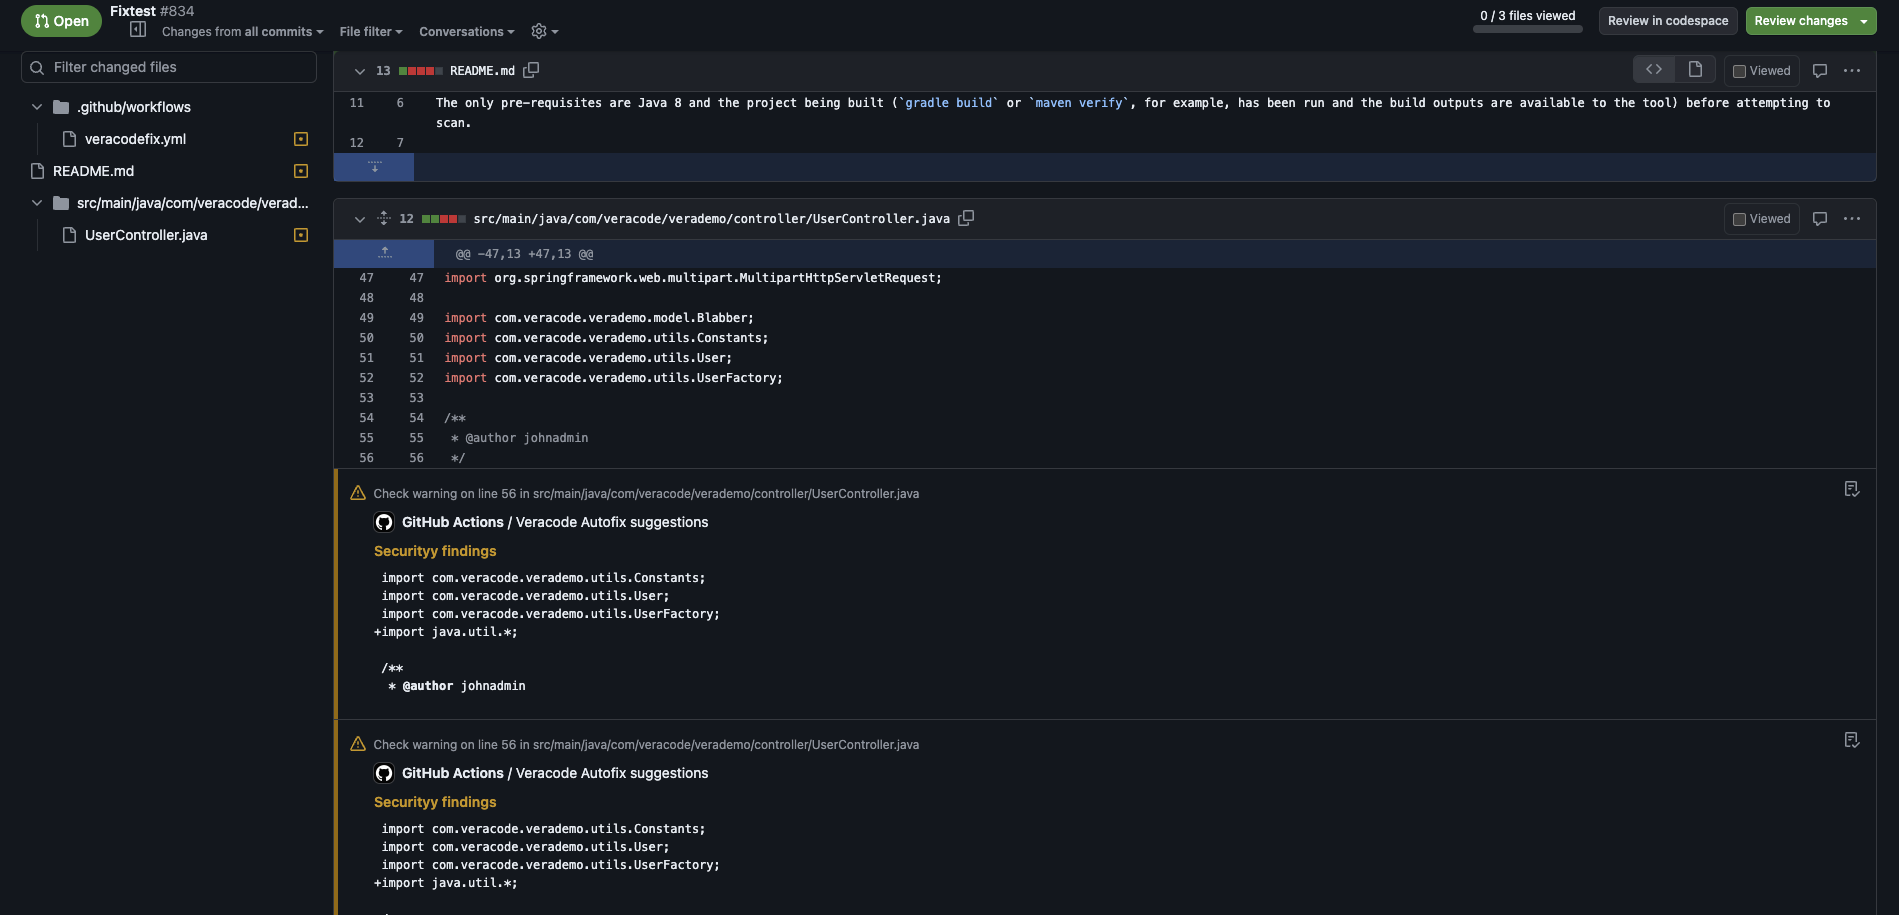 Open
Fixtest #834
Changes from all commits File filter Conversations
0 / 3 files viewed
Review in codespace
Review changes
Filter changed files
.github/workflows
veracodefix.yml
README.md
src/main/java/com/veracode/verad...
UserController.java
13 README.md
<> Viewed ...
11 6 The only pre-requisites are Java 8 and the project being built (`gradle build` or `maven verify`, for example, has been run and the build outputs are available to the tool) before attempting to
scan.
12 7
12 src/main/java/com/veracode/verademo/controller/UserController.java
Viewed ...
@@ -47,13 +47,13 @@
47 47 import org.springframework.web.multipart.MultipartHttpServletRequest;
48 48
49 49 import com.veracode.verademo.model.Blabber;
50 50 import com.veracode.verademo.utils.Constants;
51 51 import com.veracode.verademo.utils.User;
52 52 import com.veracode.verademo.utils.UserFactory;
53 53
54 54 /**
55 55 * @author johnadmin
56 56 */
Check warning on line 56 in src/main/java/com/veracode/verademo/controller/UserController.java
GitHub Actions / Veracode Autofix suggestions
Securityy findings
import com.veracode.verademo.utils.Constants;
import com.veracode.verademo.utils.User;
import com.veracode.verademo.utils.UserFactory;
+import java.util.*;
/**
* @author johnadmin
Check warning on line 56 in src/main/java/com/veracode/verademo/controller/UserController.java
GitHub Actions / Veracode Autofix suggestions
Securityy findings
import com.veracode.verademo.utils.Constants;
import com.veracode.verademo.utils.User;
import com.veracode.verademo.utils.UserFactory;
+import java.util.*;